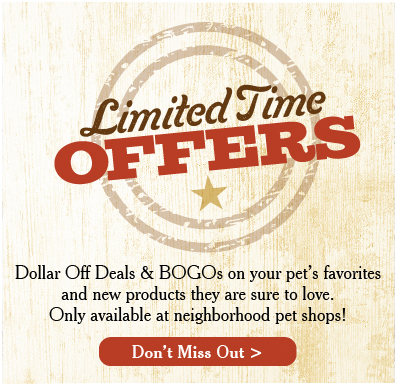 Limited Time
OFFERS
Dollar Off Deals & BOGOs on your pet's favorites
and new products they are sure to love.
Only available at neighborhood pet shops!
Don't Miss Out >